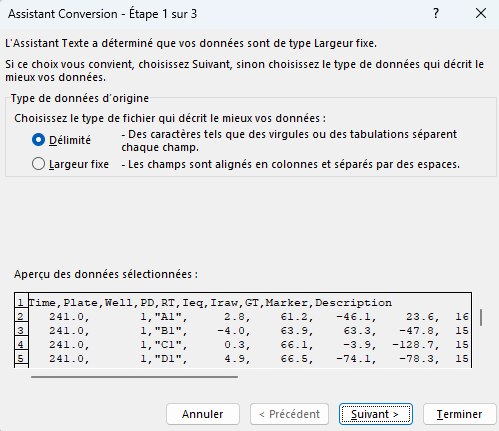 Assistant Conversion - Étape 1 sur 3
L'Assistant Texte a déterminé que vos données sont de type Largeur fixe.
Si ce choix vous convient, choisissez Suivant, sinon choisissez le type de données qui décrit le
mieux vos données.
Type de données d'origine
Choisissez le type de fichier qui décrit le mieux vos données :
Délimité - Des caractères tels que des virgules ou des tabulations séparent
chaque champ.
Largeur fixe - Les champs sont alignés en colonnes et séparés par des espaces.
Aperçu des données sélectionnées :
1 Time,Plate,Well,PD,RT,Ieq,Iraw,GT,Marker,Description
2 241.0, 1,"A1", 2.8, 61.2, -46.1, 23.6, 16
3 241.0, 1,"B1", -4.0, 63.9, 63.3, -47.8, 15
4 241.0, 1,"C1", 0.3, 66.1, -3.9, -128.7, 15
5 241.0, 1,"D1", 4.9, 66.5, -74.1, -78.3, 15
Annuler < Précédent Suivant > Terminer